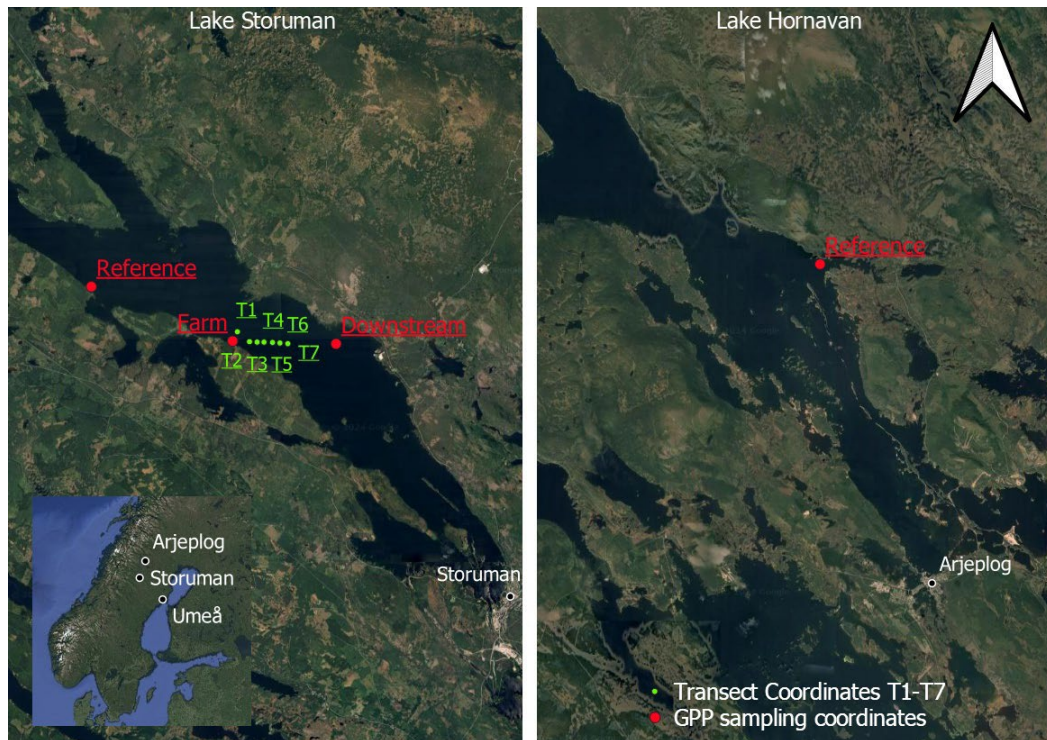 Lake Storuman
Reference
T1
T4
T6
Farm
Downstream
T7
T2
T3
T5
Storuman
Arjeplog
Storuman
Umeå
Lake Hornavan
Reference
Arjeplog
Transect Coordinates T1-T7
GPP sampling coordinates